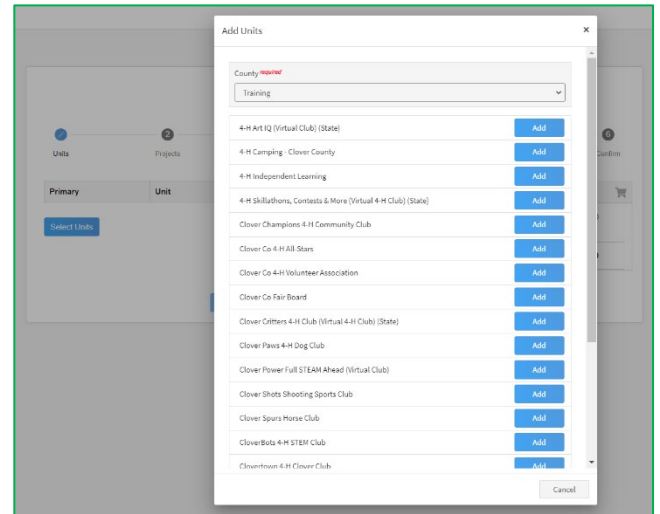 Add Units
×
County required
Training
4-H Art IQ (Virtual Club) (State) Add
4-H Camping - Clover County Add
4-H Independent Learning Add
4-H Skillathons, Contests & More (Virtual 4-H Club) (State) Add
Clover Champions 4-H Community Club Add
Clover Co 4-H All-Stars Add
Clover Co 4-H Volunteer Association Add
Clover Co Fair Board Add
Clover Critters 4-H Club (Virtual 4-H Club) (State) Add
Clover Paws 4-H Dog Club Add
Clover Power Full STEAM Ahead (Virtual Club) Add
Clover Shots Shooting Sports Club Add
Clover Spurs Horse Club Add
CloverBots 4-H STEM Club Add
Clovertown 4-H Clover Club Add
Cancel
2 6
Units Projects Confirm
Primary Unit
Select Units